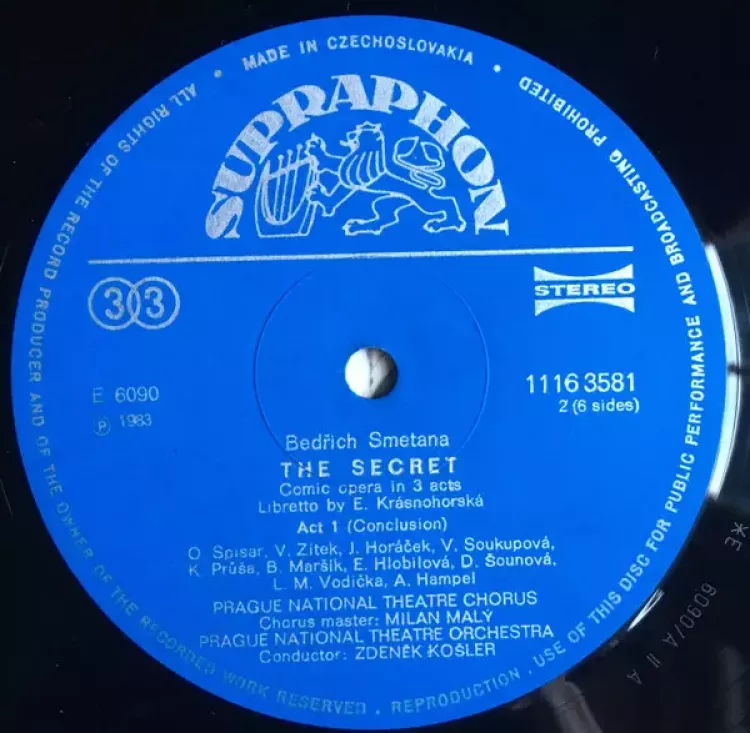 ALL RIGHTS OF THE RECORD PRODUCER AND OF THE OWNER OF THE RECORDED WORK RESERVED . REPRODUCTION, USE OF THIS DISC FOR PUBLIC PERFORMANCE AND BROADCASTING PROHIBITED • MADE IN CZECHOSLOVAKIA •
SUPRAPHON
33
STEREO
E 6090
Ⓟ 1983
1116 3581
2 (6 sides)
Bedřich Smetana
THE SECRET
Comic opera in 3 acts
Libretto by E. Krásnohorská
Act 1 (Conclusion)
O. Spisar, V. Zítek, J. Horáček, V. Soukupová,
K. Průša, B. Maršík, E. Hlobilová, D. Šounová,
L. M. Vodička, A. Hampel
PRAGUE NATIONAL THEATRE CHORUS
Chorus master: MILAN MALÝ
PRAGUE NATIONAL THEATRE ORCHESTRA
Conductor: ZDENĚK KOŠLER
*E 6090/A II A